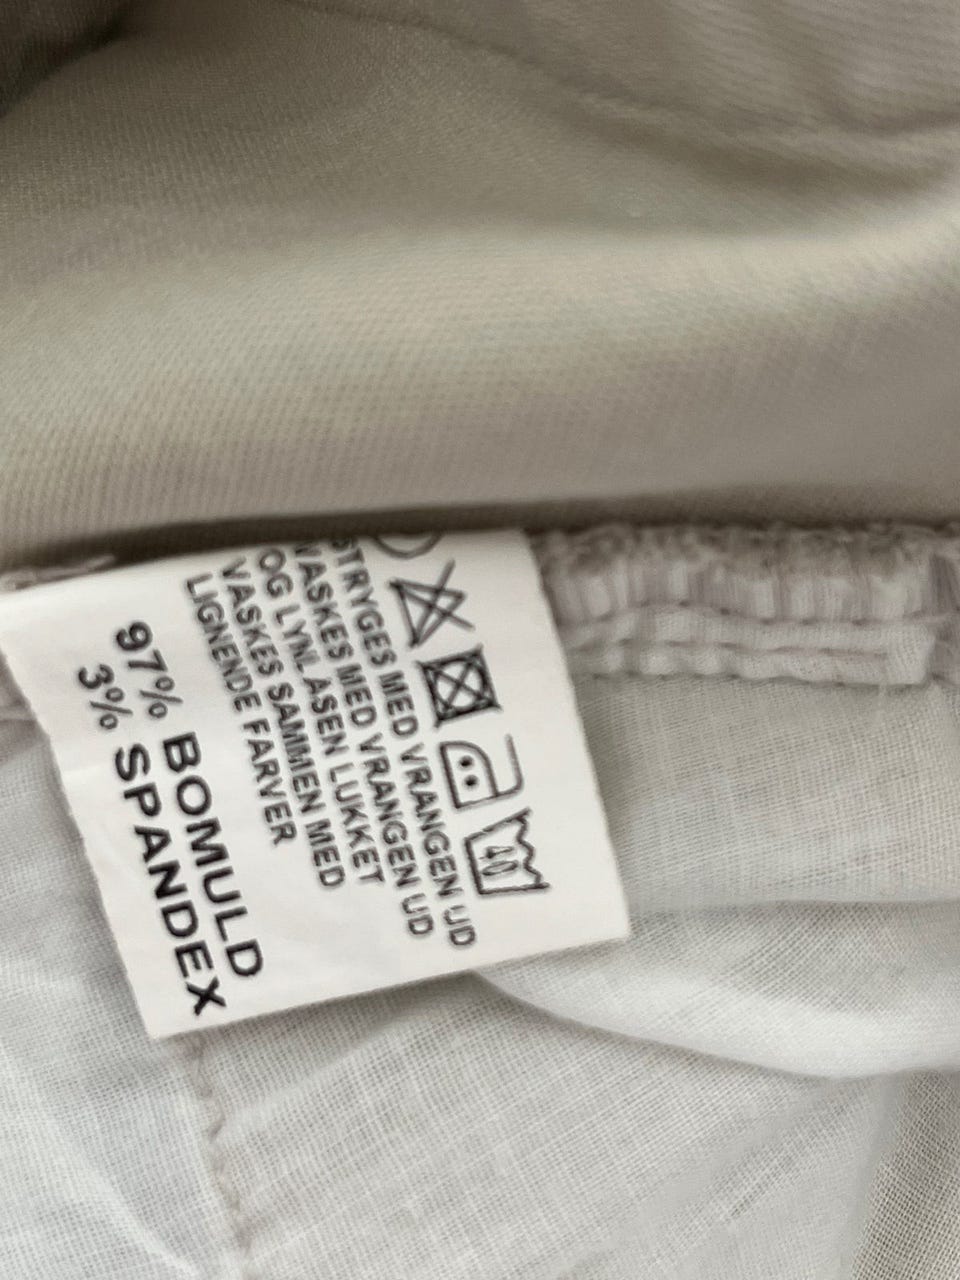 40
STRYGES MED VRANGEN UD
VASKES MED VRANGEN UD
OG LYNLÅSEN LUKKET
VASKES SAMMEN MED
LIGNENDE FARVER
97% BOMULD
3% SPANDEX